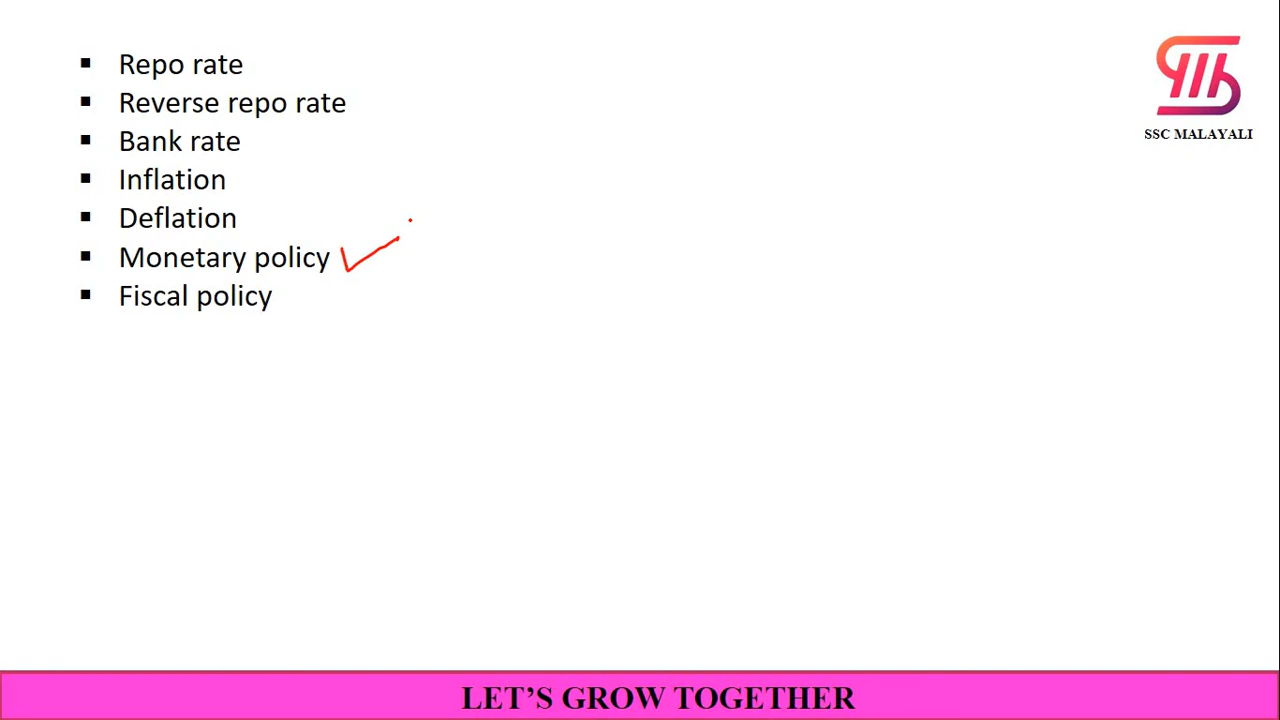 ▪ Repo rate
▪ Reverse repo rate
▪ Bank rate
▪ Inflation
▪ Deflation
▪ Monetary policy
▪ Fiscal policy
SSC MALAYALI
LET’S GROW TOGETHER